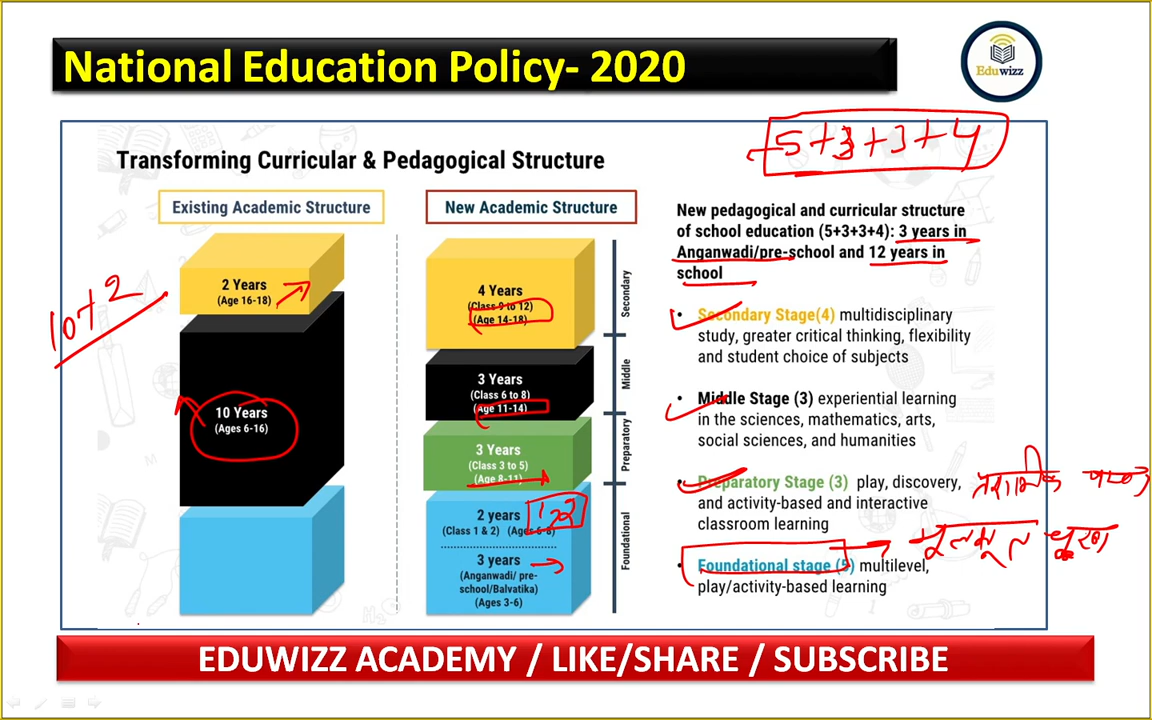 National Education Policy- 2020
Eduwizz
5+3+3+4
Transforming Curricular & Pedagogical Structure
Existing Academic Structure
2 Years
(Age 16-18)
10+2
10 Years
(Ages 6-16)
New Academic Structure
4 Years
(Class 9 to 12)
(Age 14-18)
3 Years
(Class 6 to 8)
(Age 11-14)
3 Years
(Class 3 to 5)
(Age 8-11)
2 years
(Class 1 & 2) (Ages 6-8)
1,2
3 years
(Anganwadi/ pre-
school/Balvatika)
(Ages 3-6)
Secondary
Middle
Preparatory
Foundational
New pedagogical and curricular structure
of school education (5+3+3+4): 3 years in
Anganwadi/pre-school and 12 years in
school
• Secondary Stage(4) multidisciplinary
study, greater critical thinking, flexibility
and student choice of subjects
• Middle Stage (3) experiential learning
in the sciences, mathematics, arts,
social sciences, and humanities
• Preparatory Stage (3) play, discovery,
and activity-based and interactive
classroom learning
• Foundational stage (5) multilevel,
play/activity-based learning
EDUWIZZ ACADEMY / LIKE/SHARE / SUBSCRIBE